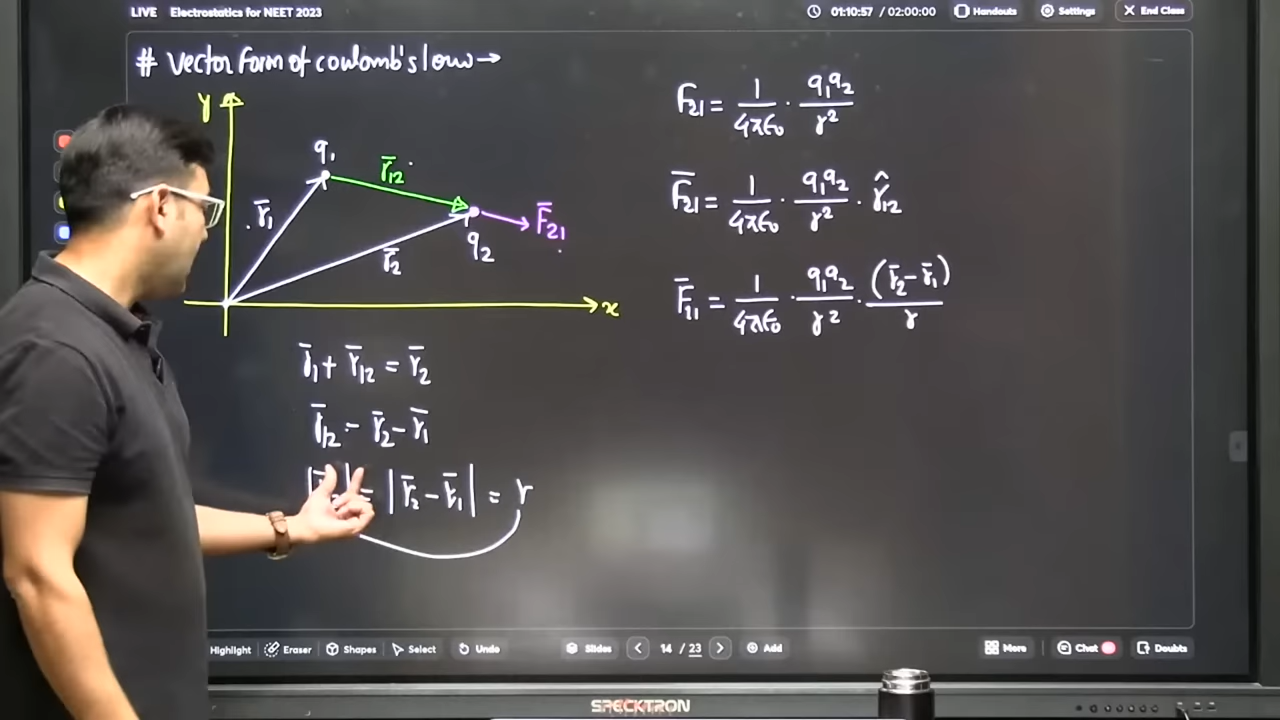 LIVE Electrostatics for NEET 2023 01:10:57 / 02:00:00 Handouts Settings End Class
# Vector Form of coulomb's low →
y
q₁
r̄₁₂
r̄₁
F̄₂₁
q₂
r̄₂
x
r̄₁ + r̄₁₂ = r̄₂
r̄₁₂ = r̄₂ - r̄₁
= |r̄₂ - r̄₁| = r
F₂₁ = 1/4πε₀ · q₁q₂/r²
F̄₂₁ = 1/4πε₀ · q₁q₂/r² · r̂₁₂
F̄₂₁ = 1/4πε₀ · q₁q₂/r² · (r̄₂ - r̄₁)/r
Highlight Eraser Shapes Select Undo Slides 14 / 23 Add More Chat Doubts
SPECKTRON